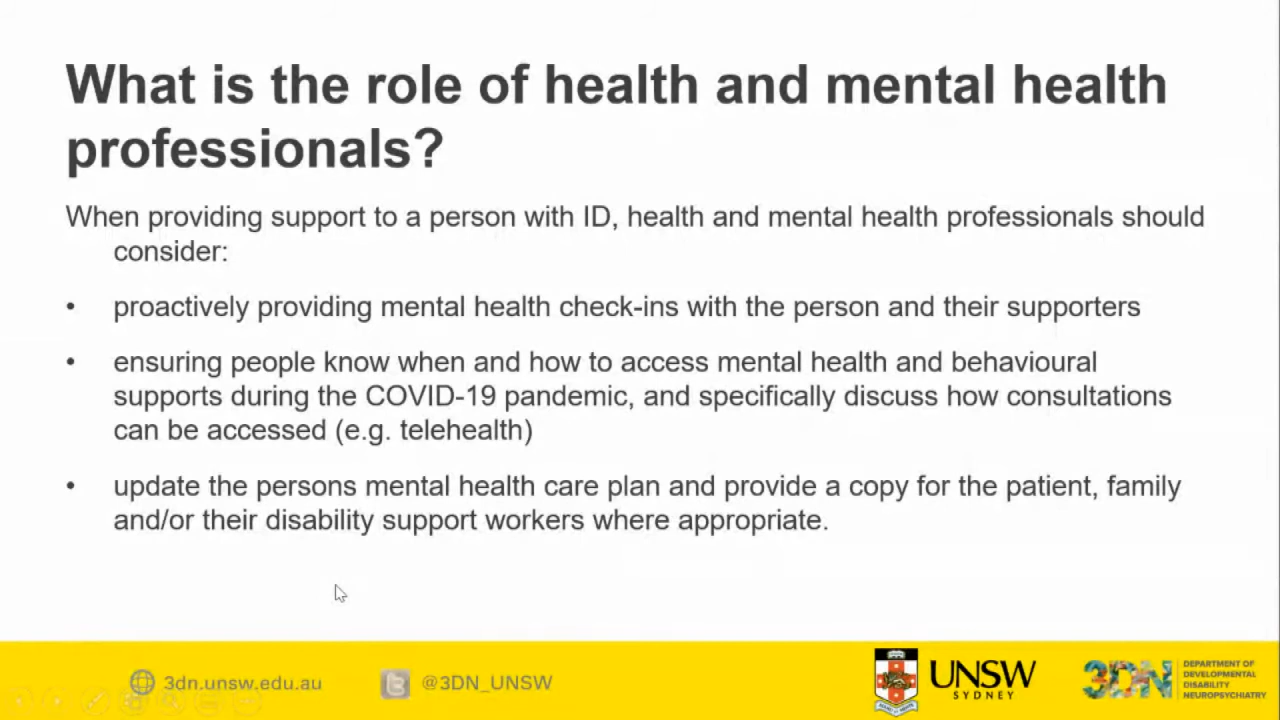 What is the role of health and mental health
professionals?
When providing support to a person with ID, health and mental health professionals should
consider:
• proactively providing mental health check-ins with the person and their supporters
• ensuring people know when and how to access mental health and behavioural
supports during the COVID-19 pandemic, and specifically discuss how consultations
can be accessed (e.g. telehealth)
• update the persons mental health care plan and provide a copy for the patient, family
and/or their disability support workers where appropriate.
3dn.unsw.edu.au
@3DN_UNSW
UNSW
SYDNEY
3DN
DEPARTMENT OF
DEVELOPMENTAL
DISABILITY
NEUROPSYCHIATRY